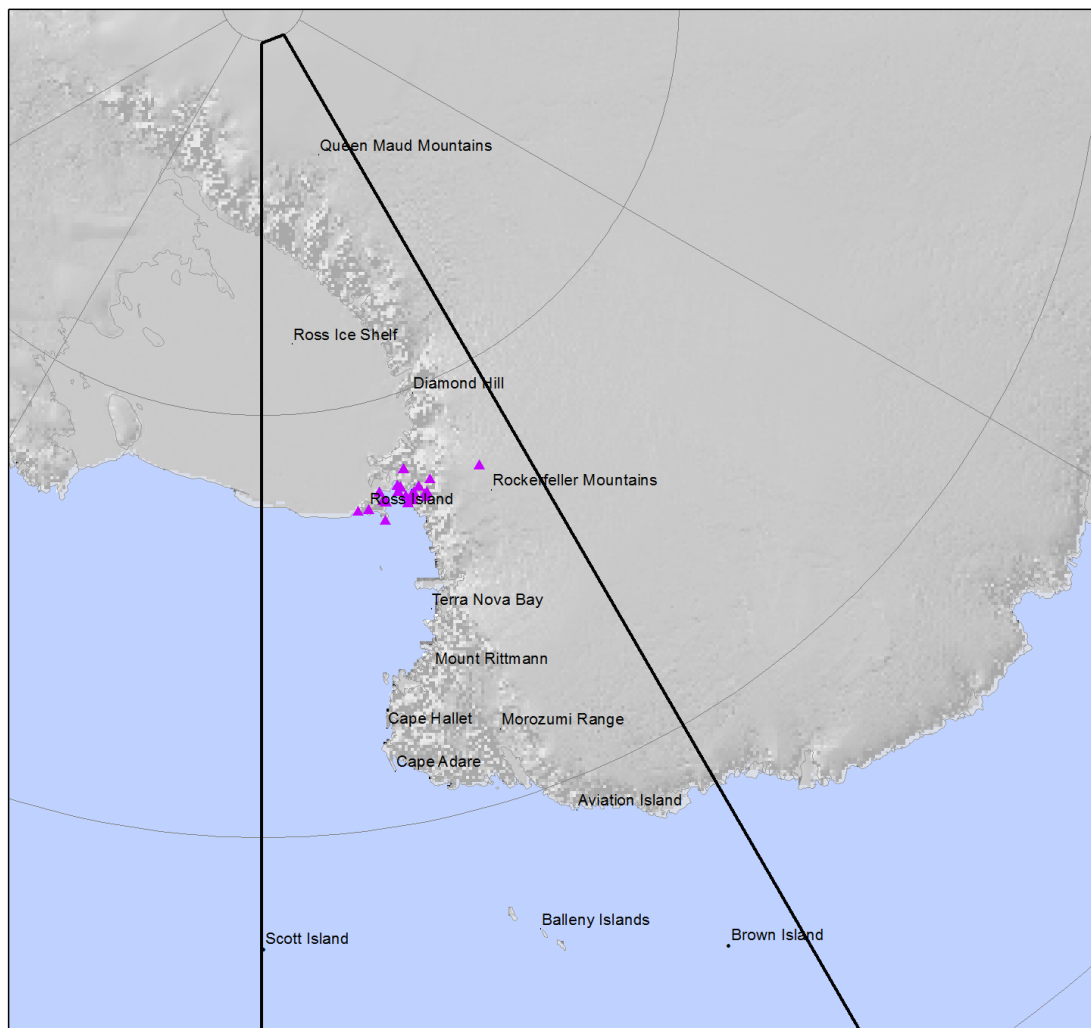 Queen Maud Mountains
Ross Ice Shelf
Diamond Hill
Rockerfeller Mountains
Ross Island
Terra Nova Bay
Mount Rittmann
Cape Hallet
Morozumi Range
Cape Adare
Aviation Island
Balleny Islands
Brown Island
Scott Island